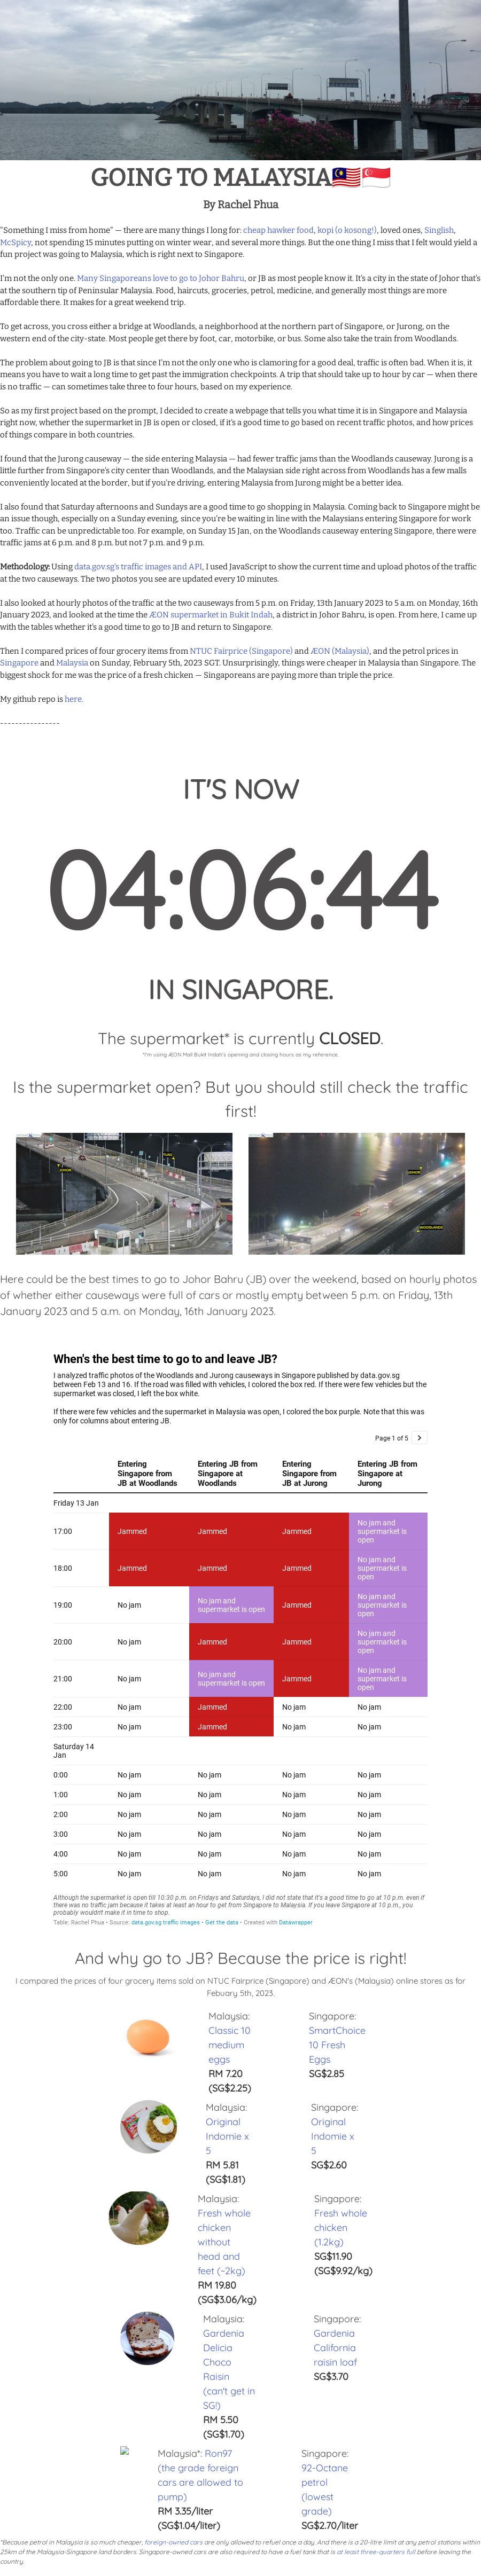 GOING TO MALAYSIA🇲🇾🇸🇬
By Rachel Phua
"Something I miss from home" — there are many things I long for: cheap hawker food, kopi (o kosong!), loved ones, Singlish,
McSpicy, not spending 15 minutes putting on winter war, and several more things. But the one thing I miss that I felt would yield a
fun project was going to Malaysia, which is right next to Singapore.
I'm not the only one. Many Singaporeans love to go to Johor Bahru, or JB as most people know it. It's a city in the state of Johor that's
at the southern tip of Peninsular Malaysia. Food, haircuts, groceries, petrol, medicine, and generally most things are more
affordable there. It makes for a great weekend trip.
To get across, you cross either a bridge at Woodlands, a neighborhood at the northern part of Singapore, or Jurong, on the
western end of the city-state. Most people get there by foot, car, motorbike, or bus. Some also take the train from Woodlands.
The problem about going to JB is that since I'm not the only one who is clamoring for a good deal, traffic is often bad. When it is, it
means you have to wait a long time to get past the immigration checkpoints. A trip that should take up to hour by car — when there
is no traffic — can sometimes take three to four hours, based on my experience.
So as my first project based on the prompt, I decided to create a webpage that tells you what time it is in Singapore and Malaysia
right now, whether the supermarket in JB is open or closed, if it's a good time to go based on recent traffic photos, and how prices
of things compare in both countries.
I found that the Jurong causeway — the side entering Malaysia — had fewer traffic jams than the Woodlands causeway. Jurong is a
little further from Singapore's city center than Woodlands, and the Malaysian side right across from Woodlands has a few malls
conveniently located at the border, but if you're driving, entering Malaysia from Jurong might be a better idea.
I also found that Saturday afternoons and Sundays are a good time to go shopping in Malaysia. Coming back to Singapore might be
an issue though, especially on a Sunday evening, since you're be waiting in line with the Malaysians entering Singapore for work
too. Traffic can be unpredictable too. For example, on Sunday 15 Jan, on the Woodlands causeway entering Singapore, there were
traffic jams at 6 p.m. and 8 p.m. but not 7 p.m. and 9 p.m.
Methodology: Using data.gov.sg's traffic images and API, I used JavaScript to show the current time and upload photos of the traffic
at the two causeways. The two photos you see are updated every 10 minutes.
I also looked at hourly photos of the traffic at the two causeways from 5 p.m. on Friday, 13th January 2023 to 5 a.m. on Monday, 16th
January 2023, and looked at the time the ÆON supermarket in Bukit Indah, a district in Johor Bahru, is open. From here, I came up
with the tables whether it's a good time to go to JB and return to Singapore.
Then I compared prices of four grocery items from NTUC Fairprice (Singapore) and ÆON (Malaysia), and the petrol prices in
Singapore and Malaysia on Sunday, February 5th, 2023 SGT. Unsurprisingly, things were cheaper in Malaysia than Singapore. The
biggest shock for me was the price of a fresh chicken — Singaporeans are paying more than triple the price.
My github repo is here.
----------------
IT'S NOW
04:06:44
IN SINGAPORE.
The supermarket* is currently CLOSED.
*I'm using ÆON Mall Bukit Indah's opening and closing hours as my reference.
Is the supermarket open? But you should still check the traffic
first!
TUAS
JOHOR
JOHOR
WOODLANDS
Here could be the best times to go to Johor Bahru (JB) over the weekend, based on hourly photos
of whether either causeways were full of cars or mostly empty between 5 p.m. on Friday, 13th
January 2023 and 5 a.m. on Monday, 16th January 2023.
When's the best time to go to and leave JB?
I analyzed traffic photos of the Woodlands and Jurong causeways in Singapore published by data.gov.sg
between Feb 13 and 16. If the road was filled with vehicles, I colored the box red. If there were few vehicles but the
supermarket was closed, I left the box white.
If there were few vehicles and the supermarket in Malaysia was open, I colored the box purple. Note that this was
only for columns about entering JB.
Page 1 of 5 >
Entering Singapore from JB at Woodlands Entering JB from Singapore at Woodlands Entering Singapore from JB at Jurong Entering JB from Singapore at Jurong
Friday 13 Jan
17:00 Jammed Jammed Jammed No jam and supermarket is open
18:00 Jammed Jammed Jammed No jam and supermarket is open
19:00 No jam No jam and supermarket is open Jammed No jam and supermarket is open
20:00 No jam Jammed Jammed No jam and supermarket is open
21:00 No jam No jam and supermarket is open Jammed No jam and supermarket is open
22:00 No jam Jammed No jam No jam
23:00 No jam Jammed No jam No jam
Saturday 14
Jan
0:00 No jam No jam No jam No jam
1:00 No jam No jam No jam No jam
2:00 No jam No jam No jam No jam
3:00 No jam No jam No jam No jam
4:00 No jam No jam No jam No jam
5:00 No jam No jam No jam No jam
Although the supermarket is open till 10:30 p.m. on Fridays and Saturdays, I did not state that it's a good time to go at 10 p.m. even if
there was no traffic jam because it takes at least an hour to get from Singapore to Malaysia. If you leave Singapore at 10 p.m., you
probably wouldn't make it in time to shop.
Table: Rachel Phua • Source: data.gov.sg traffic images • Get the data • Created with Datawrapper
And why go to JB? Because the price is right!
I compared the prices of four grocery items sold on NTUC Fairprice (Singapore) and ÆON's (Malaysia) online stores as for
Febuary 5th, 2023.
Malaysia:
Classic 10
medium
eggs
RM 7.20
(SG$2.25)
Singapore:
SmartChoice
10 Fresh
Eggs
SG$2.85
Malaysia:
Original
Indomie x
5
RM 5.81
(SG$1.81)
Singapore:
Original
Indomie x
5
SG$2.60
Malaysia:
Fresh whole
chicken
without
head and
feet (~2kg)
RM 19.80
(SG$3.06/kg)
Singapore:
Fresh whole
chicken
(1.2kg)
SG$11.90
(SG$9.92/kg)
Malaysia:
Gardenia
Delicia
Choco
Raisin
(can't get in
SG!)
RM 5.50
(SG$1.70)
Singapore:
Gardenia
California
raisin loaf
SG$3.70
Malaysia*: Ron97
(the grade foreign
cars are allowed to
pump)
RM 3.35/liter
(SG$1.04/liter)
Singapore:
92-Octane
petrol
(lowest
grade)
SG$2.70/liter
*Because petrol in Malaysia is so much cheaper, foreign-owned cars are only allowed to refuel once a day. And there is a 20-litre limit at any petrol stations within
25km of the Malaysia-Singapore land borders. Singapore-owned cars are also required to have a fuel tank that is at least three-quarters full before leaving the
country.